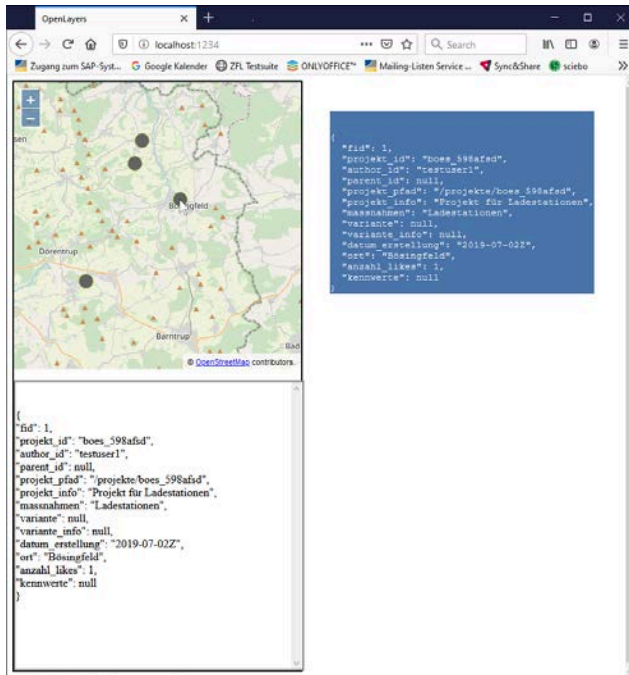 OpenLayers
localhost:1234
Search
Zugang zum SAP-Syst...
Google Kalender
ZFL Testsuite
ONLYOFFICE™
Mailing-Listen Service ...
Sync&Share
sciebo
+
−
sen
Bösingfeld
Dörentrup
Barntrup
Bad
© OpenStreetMap contributors.
{
"fid": 1,
"projekt_id": "boes_598afsd",
"author_id": "testuser1",
"parent_id": null,
"projekt_pfad": "/projekte/boes_598afsd",
"projekt_info": "Projekt für Ladestationen",
"massnahmen": "Ladestationen",
"variante": null,
"variante_info": null,
"datum_erstellung": "2019-07-02Z",
"ort": "Bösingfeld",
"anzahl_likes": 1,
"kennwerte": null
}
{
"fid": 1,
"projekt_id": "boes_598afsd",
"author_id": "testuser1",
"parent_id": null,
"projekt_pfad": "/projekte/boes_598afsd",
"projekt_info": "Projekt für Ladestationen",
"massnahmen": "Ladestationen",
"variante": null,
"variante_info": null,
"datum_erstellung": "2019-07-02Z",
"ort": "Bösingfeld",
"anzahl_likes": 1,
"kennwerte": null
}